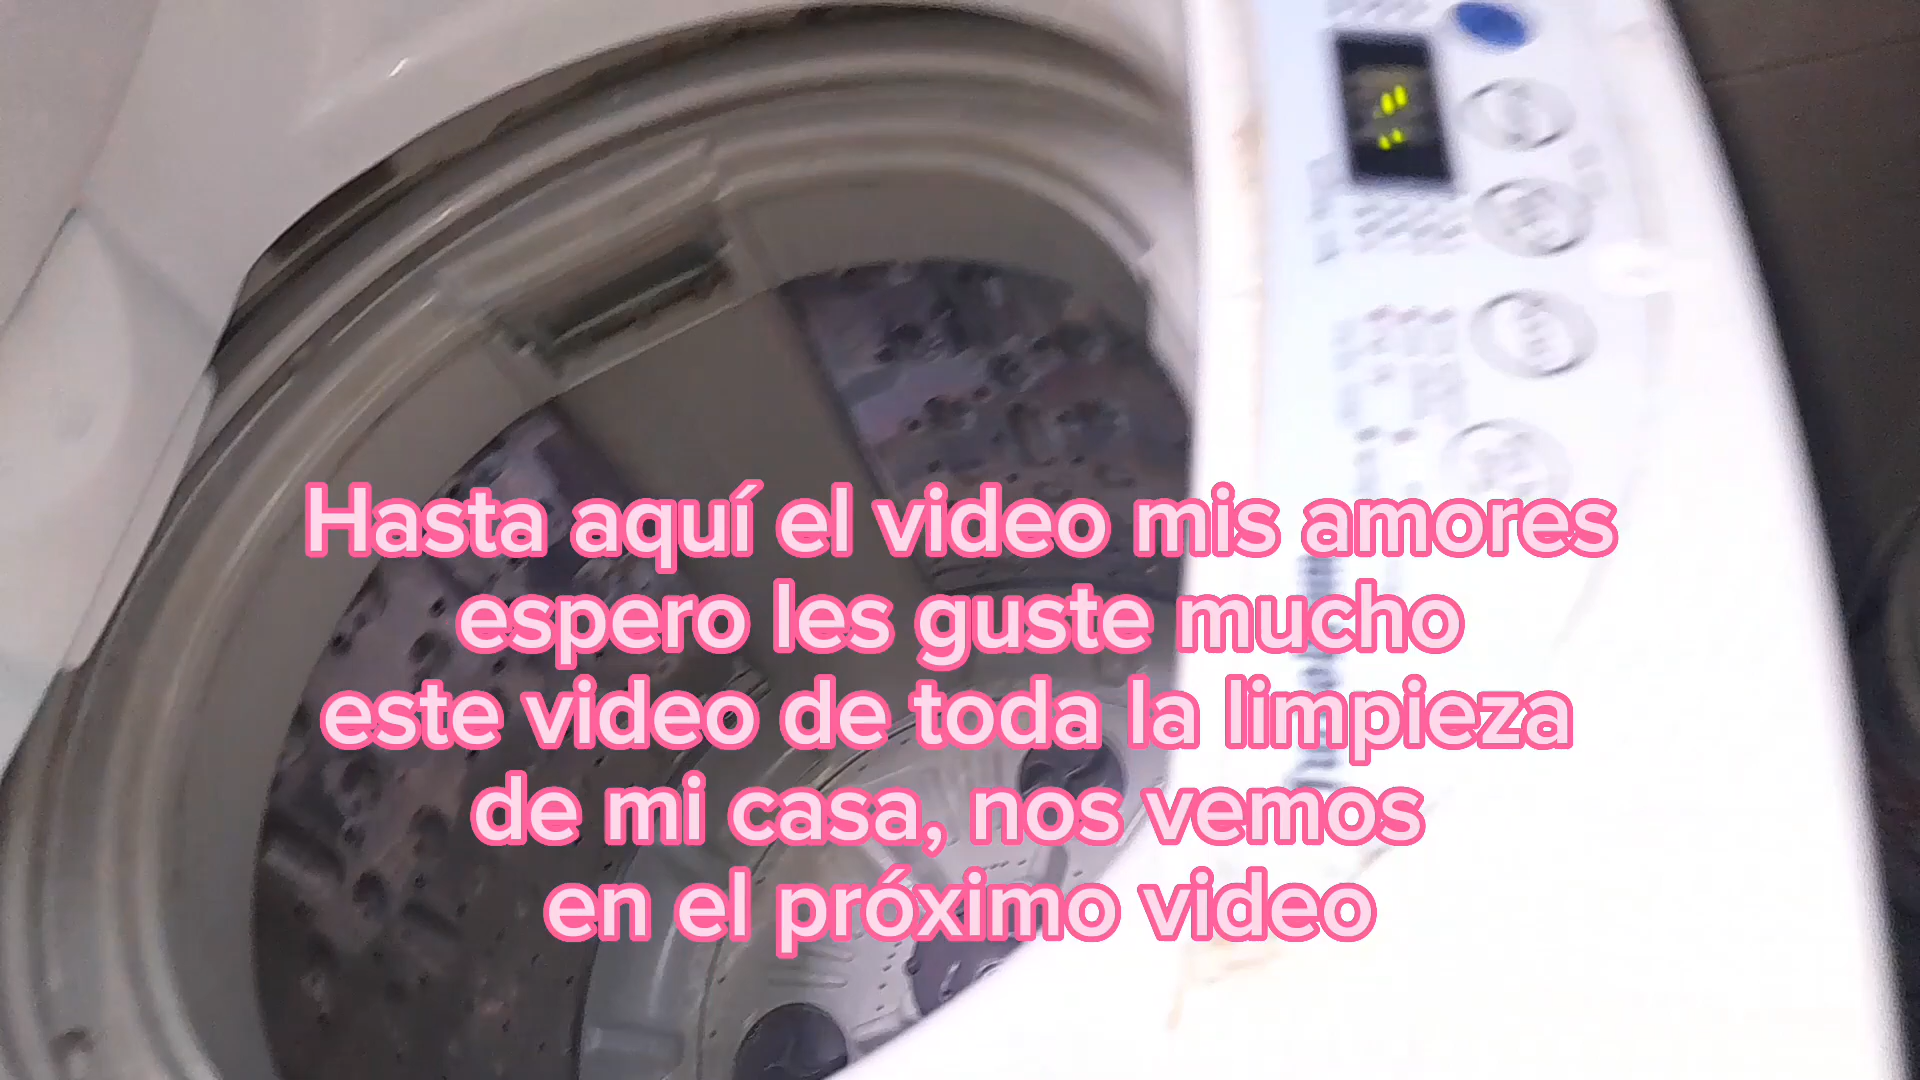 Hasta aquí el video mis amores
espero les guste mucho
este video de toda la limpieza
de mi casa, nos vemos
en el próximo video